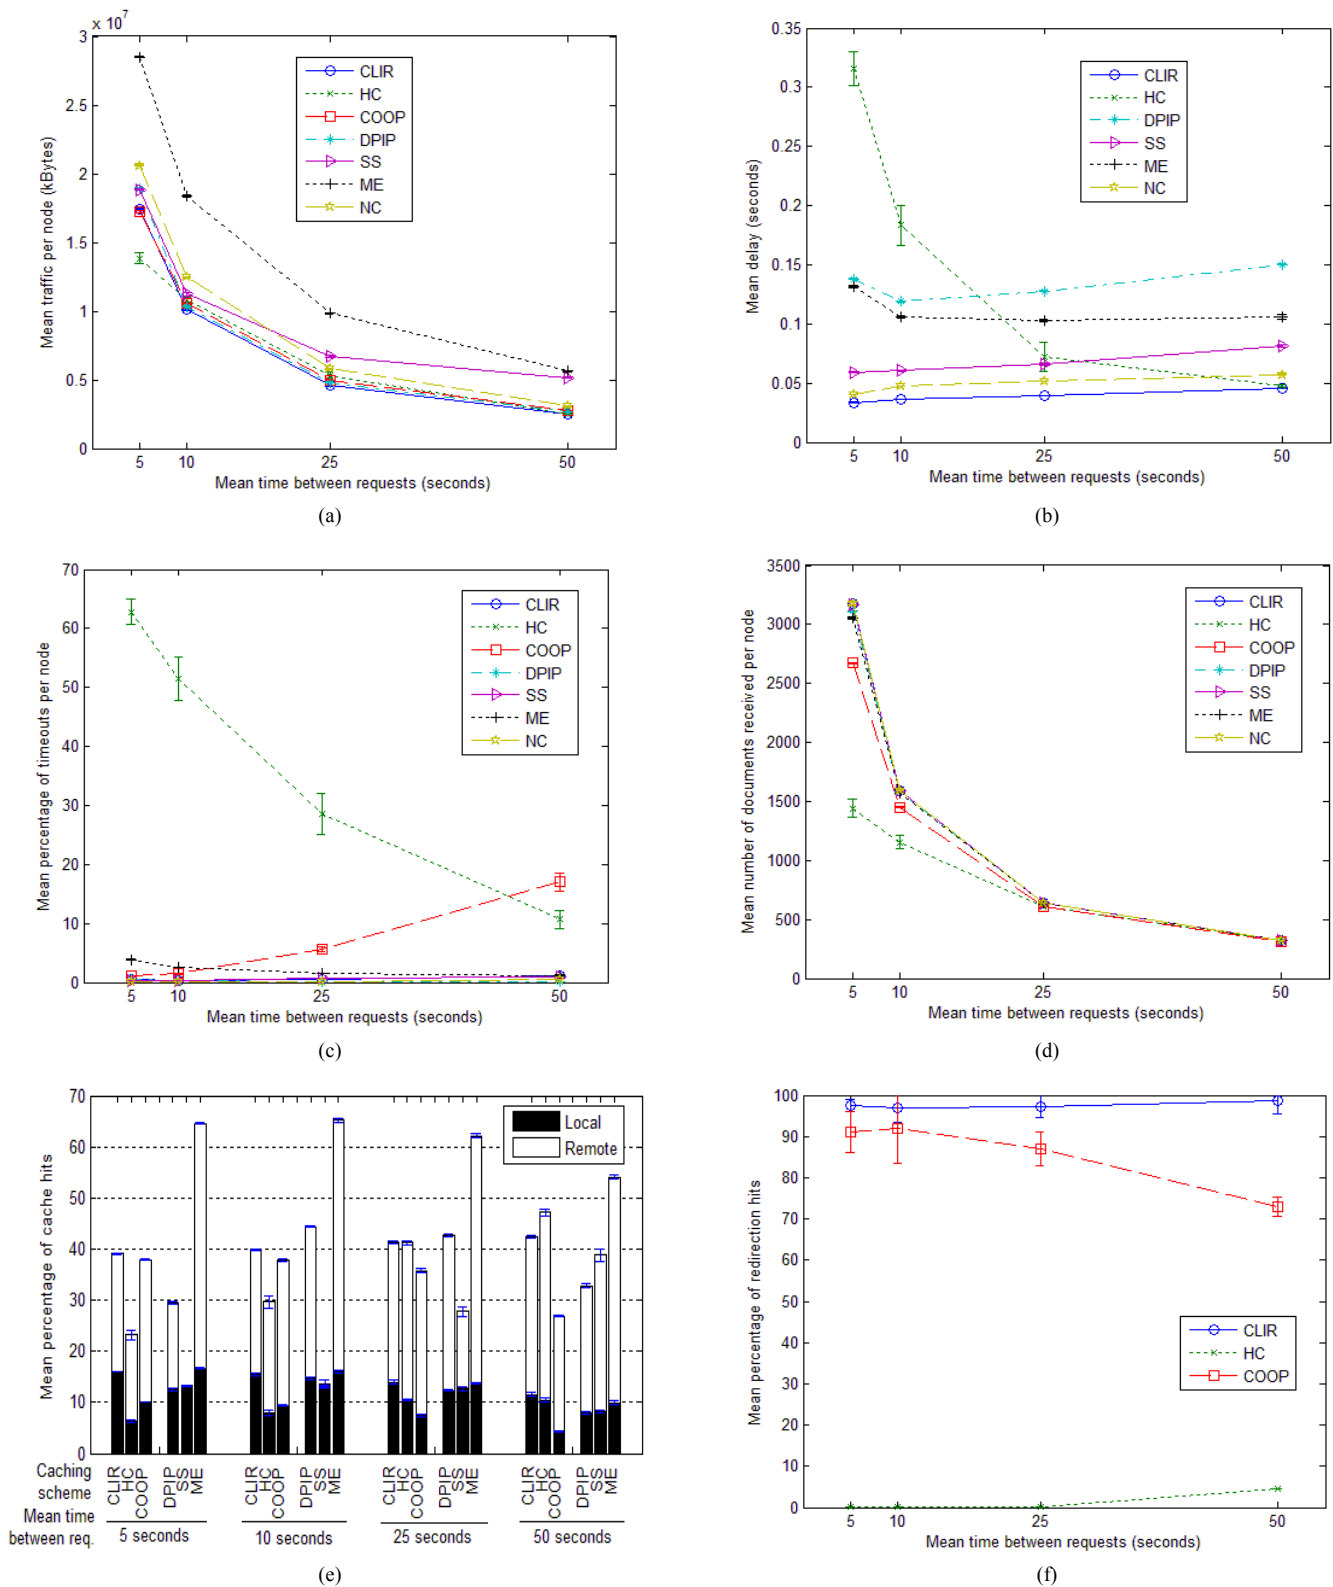 × 10^7
3
2.5
2
1.5
1
0.5
0
Mean traffic per node (kBytes)
CLIR
HC
COOP
DPIP
SS
ME
NC
5 10 25 50
Mean time between requests (seconds)
(a)
0.35
0.3
0.25
0.2
0.15
0.1
0.05
0
Mean delay (seconds)
CLIR
HC
DPIP
SS
ME
NC
5 10 25 50
Mean time between requests (seconds)
(b)
70
60
50
40
30
20
10
0
Mean percentage of timeouts per node
CLIR
HC
COOP
DPIP
SS
ME
NC
5 10 25 50
Mean time between requests (seconds)
(c)
3500
3000
2500
2000
1500
1000
500
0
Mean number of documents received per node
CLIR
HC
COOP
DPIP
SS
ME
NC
5 10 25 50
Mean time between requests (seconds)
(d)
70
60
50
40
30
20
10
0
Mean percentage of cache hits
Local
Remote
Caching
scheme
CLIR HC COOP DPIP SS ME CLIR HC COOP DPIP SS ME CLIR HC COOP DPIP SS ME CLIR HC COOP DPIP SS ME
Mean time
between req. 5 seconds 10 seconds 25 seconds 50 seconds
(e)
100
90
80
70
60
50
40
30
20
10
0
Mean percentage of redirection hits
CLIR
HC
COOP
5 10 25 50
Mean time between requests (seconds)
(f)